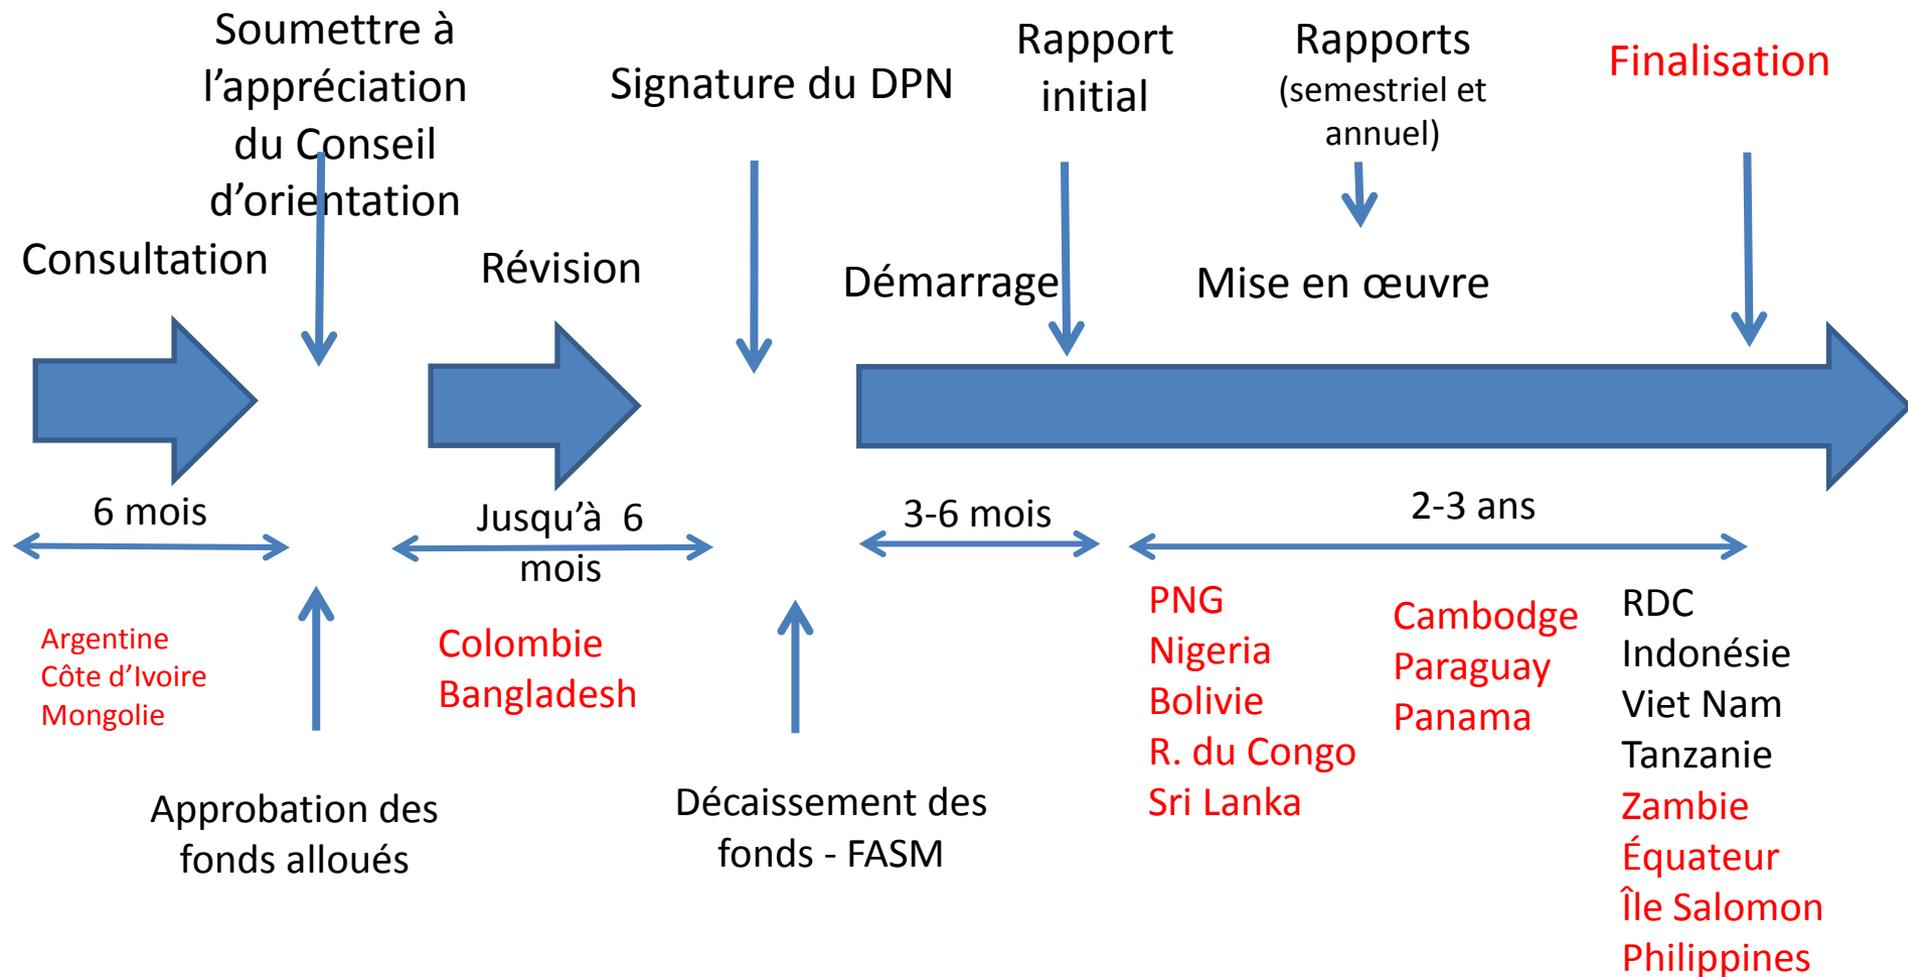 Soumettre à
l’appréciation
du Conseil
d’orientation
Signature du DPN
Rapport
initial
Rapports
(semestriel et
annuel)
Finalisation
Consultation
Révision
Démarrage
Mise en œuvre
6 mois
Jusqu’à  6
mois
3-6 mois
2-3 ans
Argentine
Côte d’Ivoire
Mongolie
Colombie
Bangladesh
PNG
Nigeria
Bolivie
R. du Congo
Sri Lanka
Cambodge
Paraguay
Panama
RDC
Indonésie
Viet Nam
Tanzanie
Zambie
Équateur
Île Salomon
Philippines
Approbation des
fonds alloués
Décaissement des
fonds - FASM